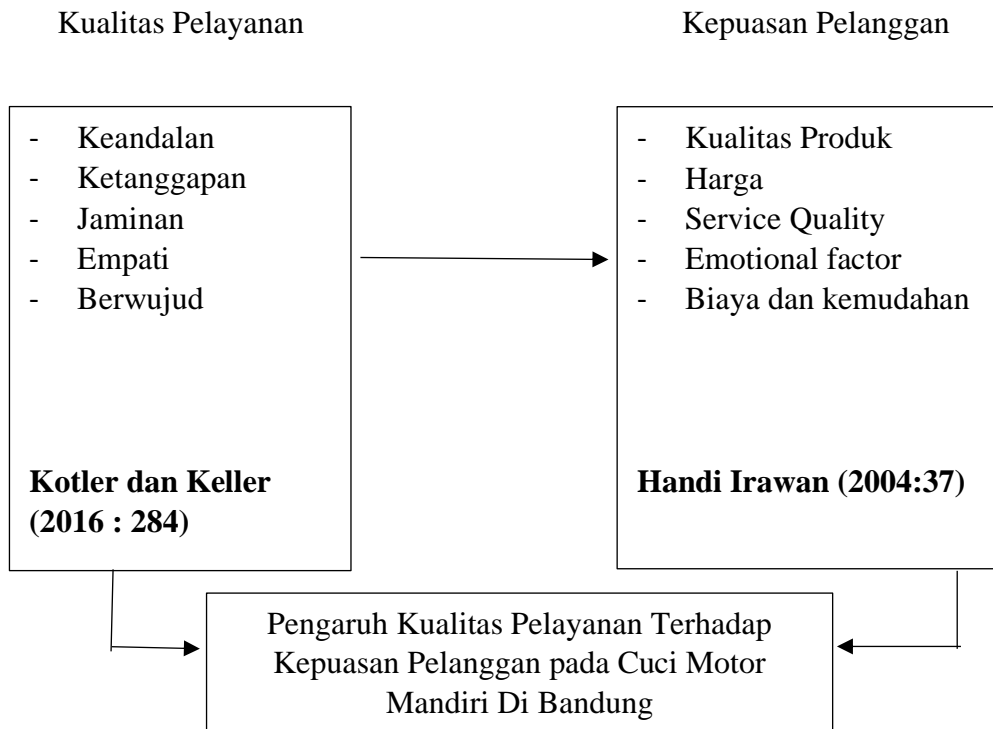 Kualitas Pelayanan
Kepuasan Pelanggan
- Keandalan
- Ketanggapan
- Jaminan
- Empati
- Berwujud
Kotler dan Keller
(2016 : 284)
- Kualitas Produk
- Harga
- Service Quality
- Emotional factor
- Biaya dan kemudahan
Handi Irawan (2004:37)
Pengaruh Kualitas Pelayanan Terhadap
Kepuasan Pelanggan pada Cuci Motor
Mandiri Di Bandung